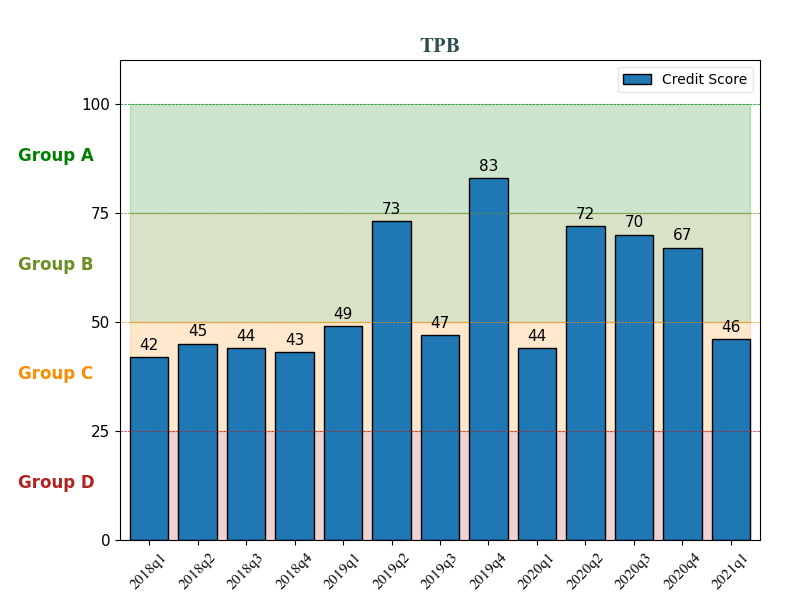 TPB
Credit Score
100
Group A
83
75
73
72
70
67
Group B
50
49
47
46
45
44
44
43
42
Group C
25
Group D
0
2018q1
2018q2
2018q3
2018q4
2019q1
2019q2
2019q3
2019q4
2020q1
2020q2
2020q3
2020q4
2021q1